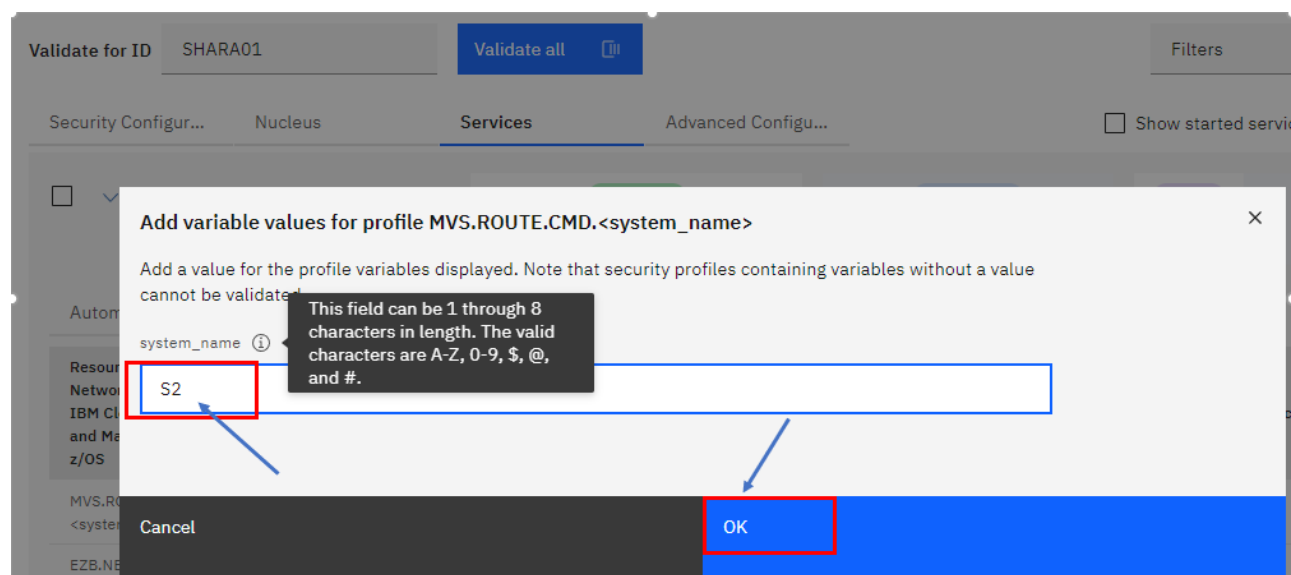 Validate for ID SHARA01 Validate all Filters
Security Configur... Nucleus Services Advanced Configu... Show started servi
Add variable values for profile MVS.ROUTE.CMD.<system_name>
Add a value for the profile variables displayed. Note that security profiles containing variables without a value
cannot be validated
This field can be 1 through 8
characters in length. The valid
characters are A-Z, 0-9, $, @,
and #.
system_name
S2
Cancel OK
Autom
Resour
Netwo
IBM Cl
and Ma
z/OS
MVS.RO
<syste
EZB.NE